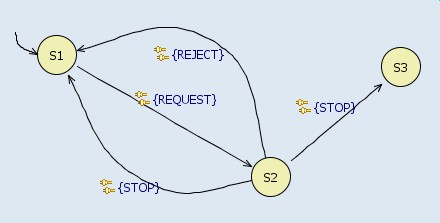 S1
{REJECT}
S3
{REQUEST}
{STOP}
S2
{STOP}